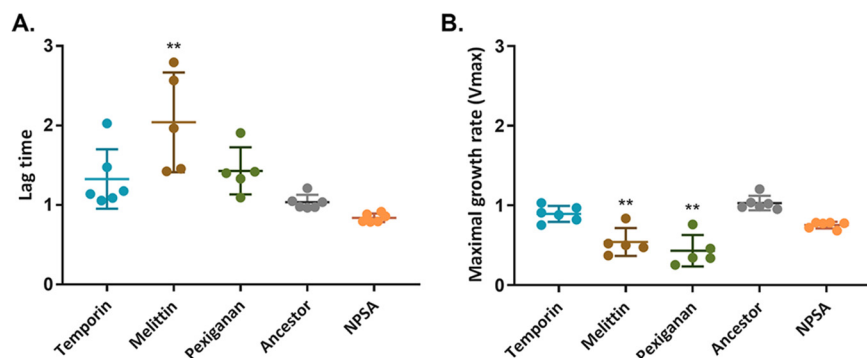 A.
**
3
2
1
0
Lag time
Temporin
Melittin
Pexiganan
Ancestor
NPSA
B.
3
2
1
0
Maximal growth rate (Vmax)
**
**
Temporin
Melittin
Pexiganan
Ancestor
NPSA